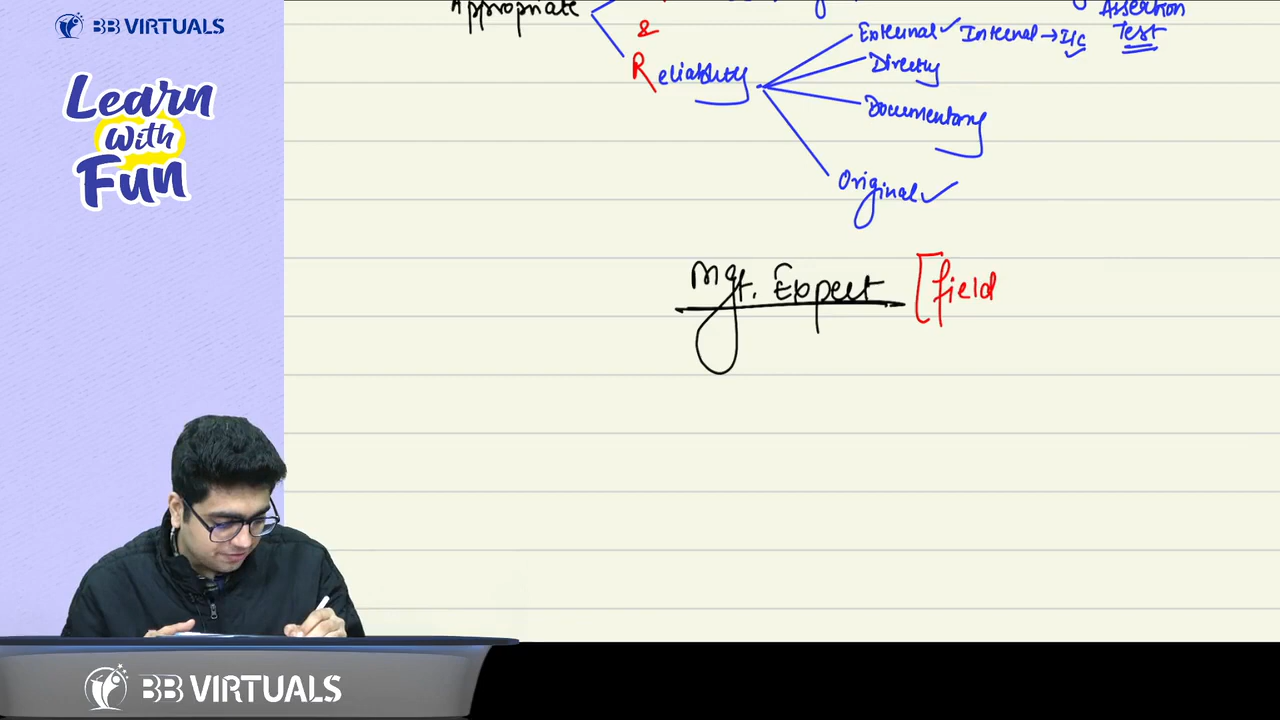 BB VIRTUALS
Learn
With
Fun
Appropriate
&
Reliability
Assertion
Test
External ✓ Internal → I/C
Directly
Documentary
Original ✓
Mgt. Expert [field
BB VIRTUALS